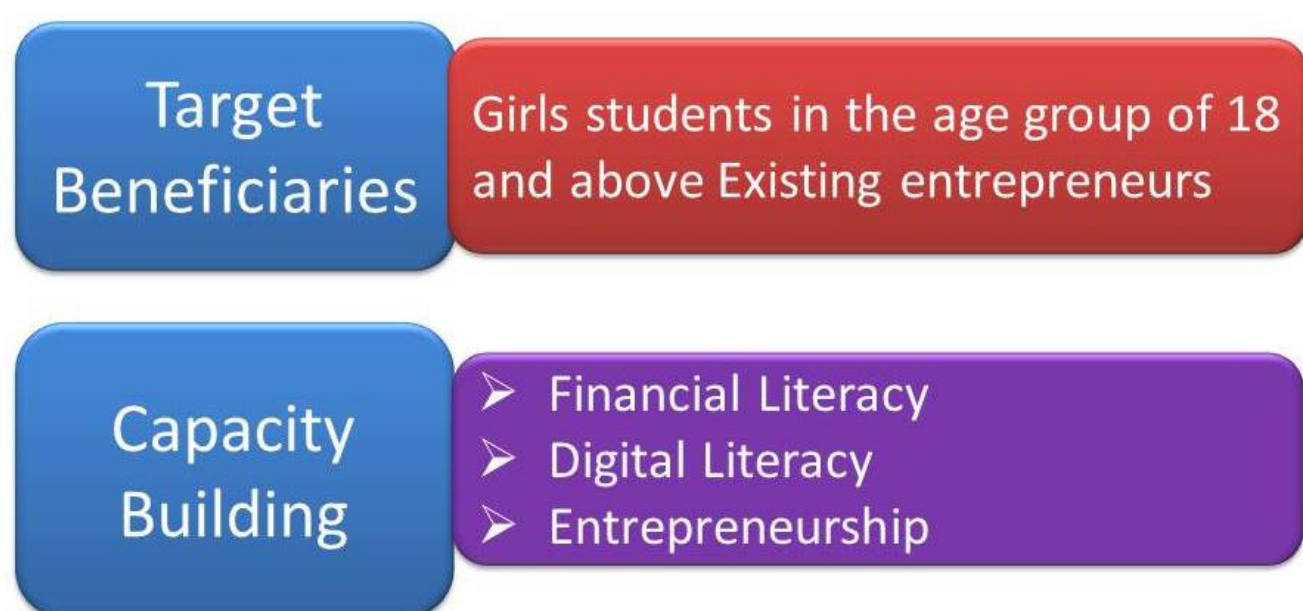 Target
Beneficiaries
Girls students in the age group of 18
and above Existing entrepreneurs
Capacity
Building
➢ Financial Literacy
➢ Digital Literacy
➢ Entrepreneurship